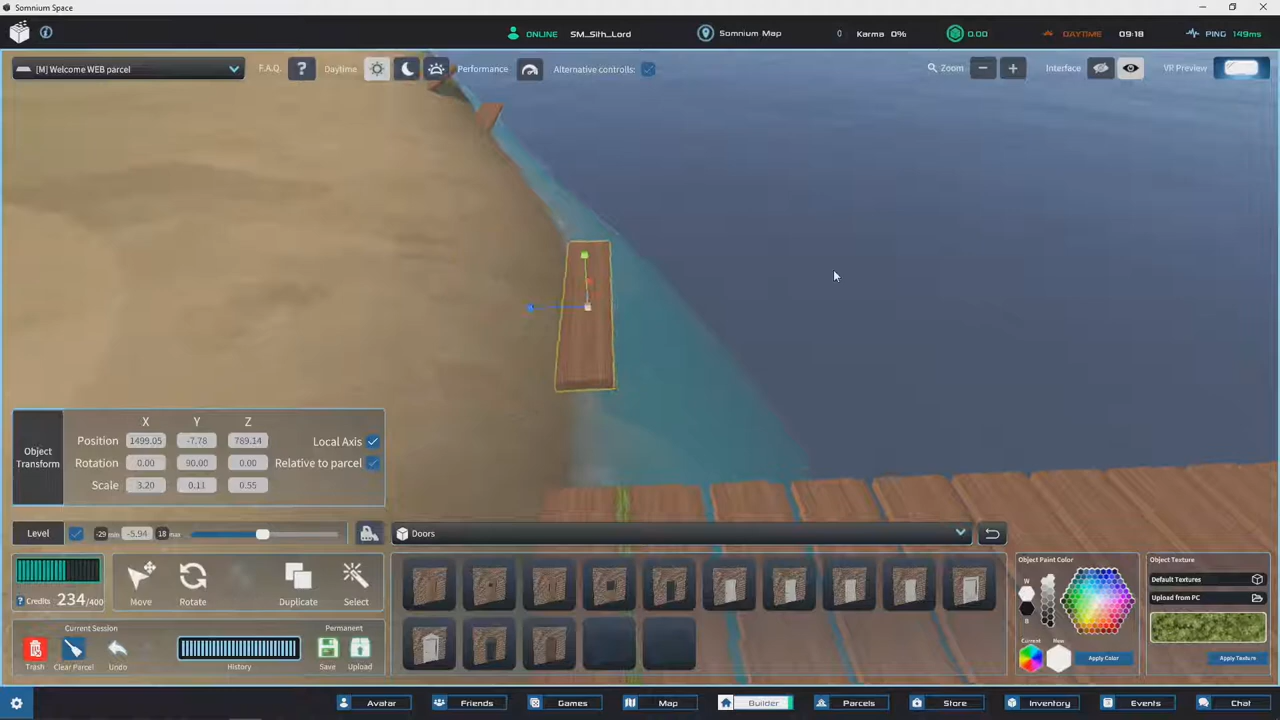 Somnium Space
ONLINE SM_Sith_Lord Somnium Map 0 Karma 0% 0.00 DAYTIME 09:18 PING 149ms
[M] Welcome WEB parcel F.A.Q. ? Daytime Performance Alternative controlls: Zoom − + Interface VR Preview
X Y Z
Object Transform
Position 1499.05 -7.78 789.14 Local Axis
Rotation 0.00 90.00 0.00 Relative to parcel
Scale 3.20 0.11 0.55
Level -29 min -5.94 18 max Doors
Object Paint Color Object Texture
W
B
Default Textures
Upload from PC
? Credits 234/400 Move Rotate Duplicate Select
Current Session Permanent
Current New
Trash Clear Parcel Undo History Save Upload Apply Color Apply Texture
Avatar Friends Games Map Builder Parcels Store Inventory Events Chat